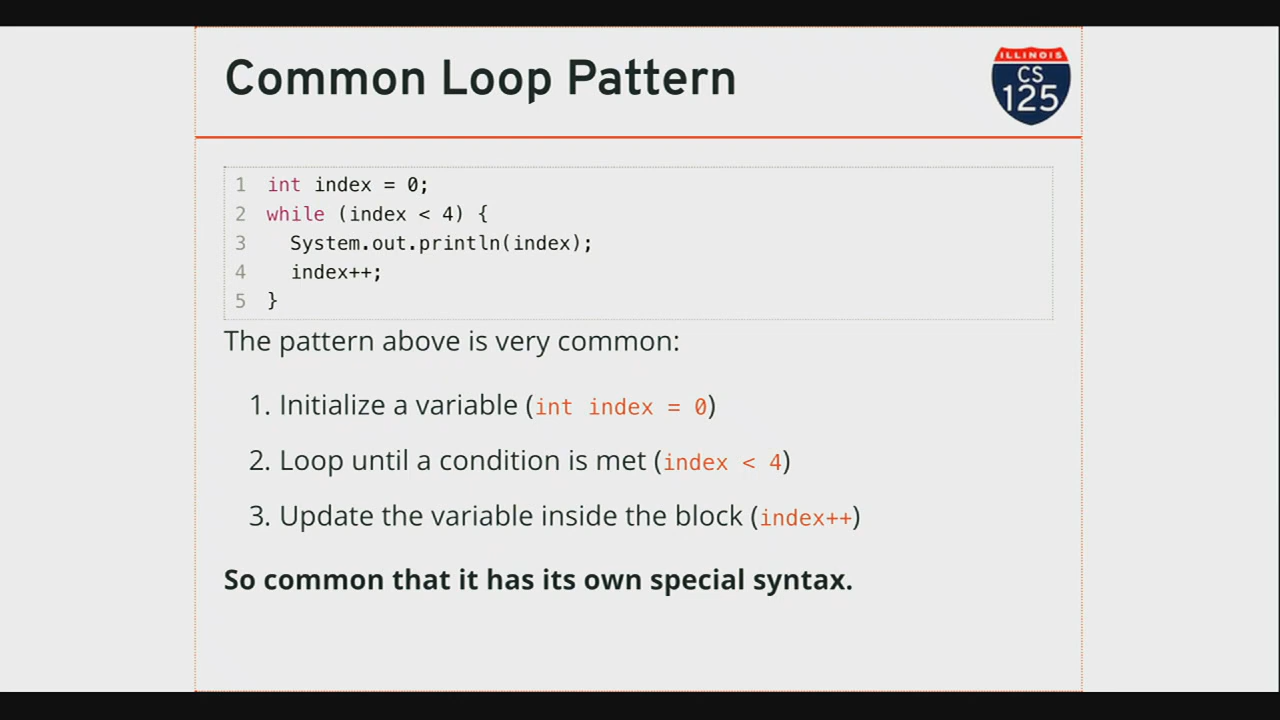 Common Loop Pattern
ILLINOIS
CS
125
1 int index = 0;
2 while (index < 4) {
3   System.out.println(index);
4   index++;
5 }
The pattern above is very common:
1. Initialize a variable (int index = 0)
2. Loop until a condition is met (index < 4)
3. Update the variable inside the block (index++)
So common that it has its own special syntax.